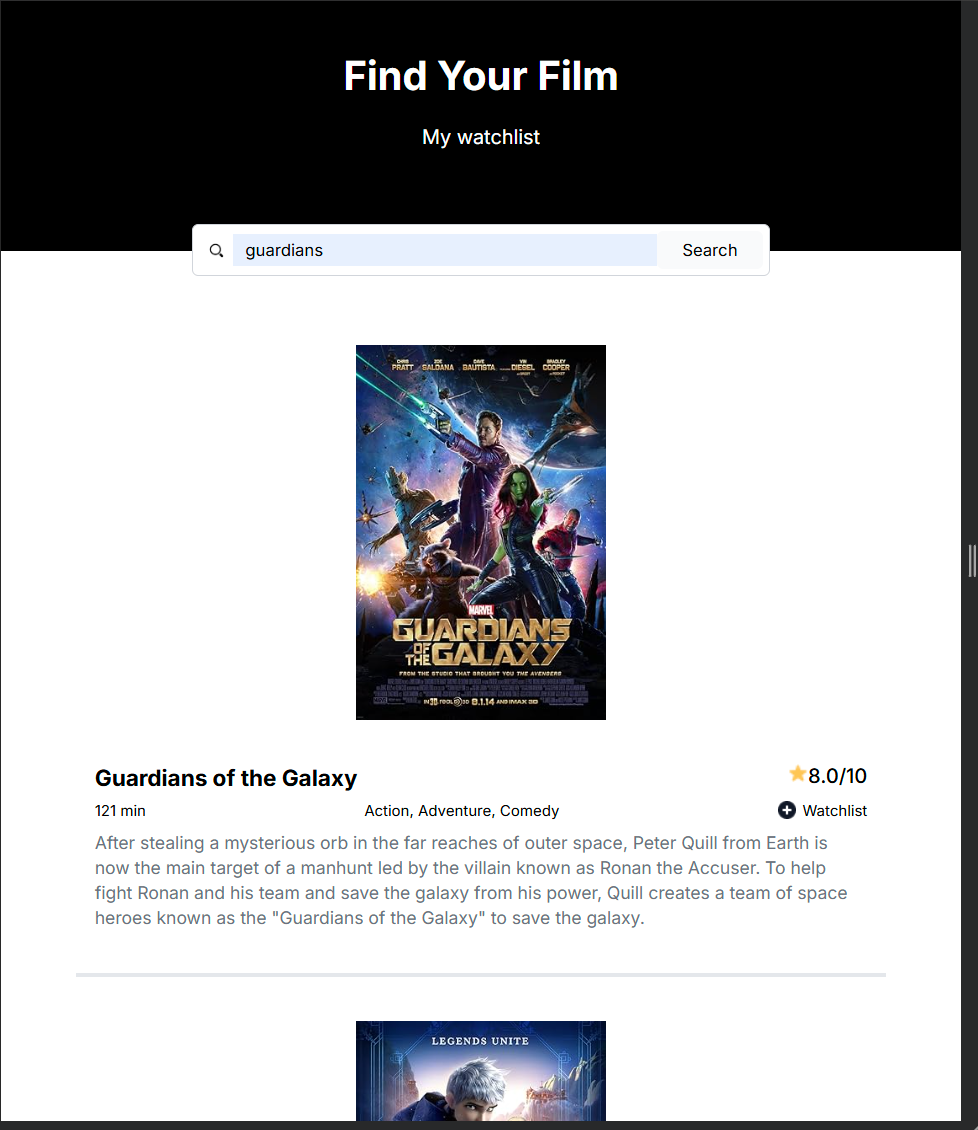 Find Your Film
My watchlist
guardians
Search
CHRIS PRATT ZOE SALDANA DAVE BAUTISTA VIN DIESEL BRADLEY COOPER
MARVEL
GUARDIANS
OF THE GALAXY
FROM THE STUDIO THAT BROUGHT YOU THE AVENGERS
8.1.14
Guardians of the Galaxy
8.0/10
121 min
Action, Adventure, Comedy
Watchlist
After stealing a mysterious orb in the far reaches of outer space, Peter Quill from Earth is
now the main target of a manhunt led by the villain known as Ronan the Accuser. To help
fight Ronan and his team and save the galaxy from his power, Quill creates a team of space
heroes known as the "Guardians of the Galaxy" to save the galaxy.
LEGENDS UNITE